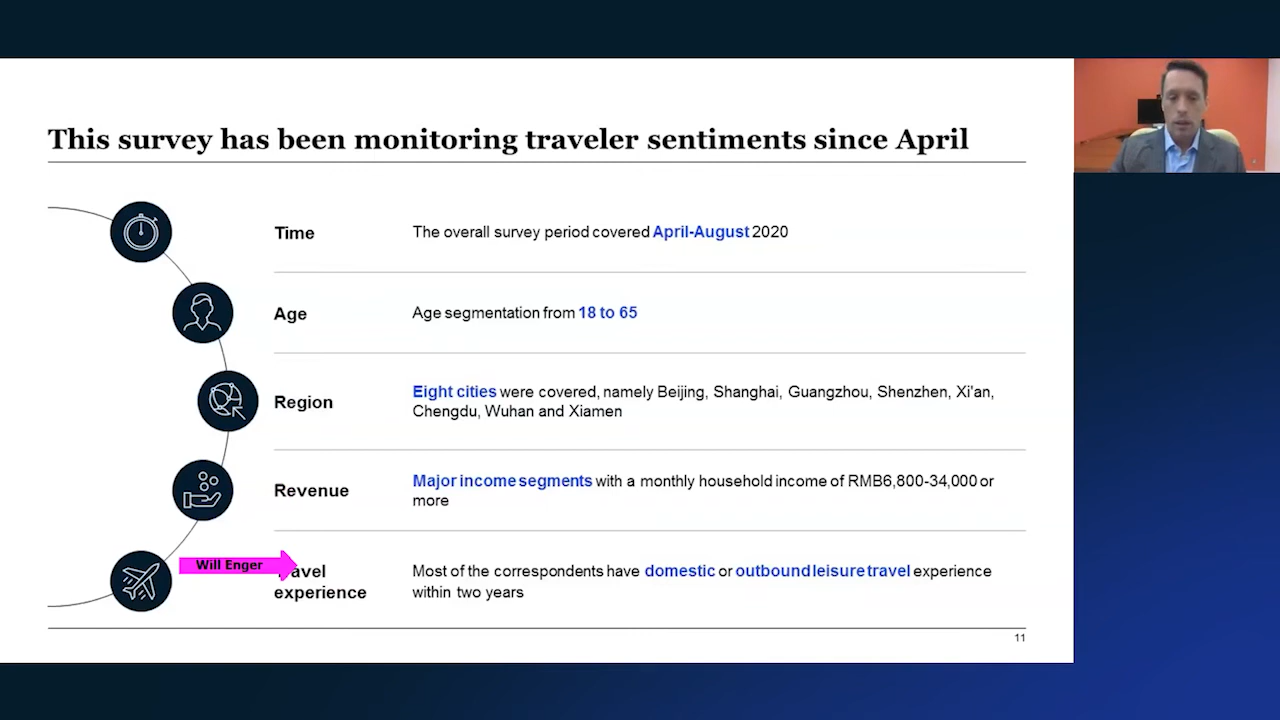 This survey has been monitoring traveler sentiments since April
Time
The overall survey period covered April-August 2020
Age
Age segmentation from 18 to 65
Region
Eight cities were covered, namely Beijing, Shanghai, Guangzhou, Shenzhen, Xi'an,
Chengdu, Wuhan and Xiamen
Revenue
Major income segments with a monthly household income of RMB6,800-34,000 or
more
Will Enger
experience
Most of the correspondents have domestic or outbound leisure travel experience
within two years
11